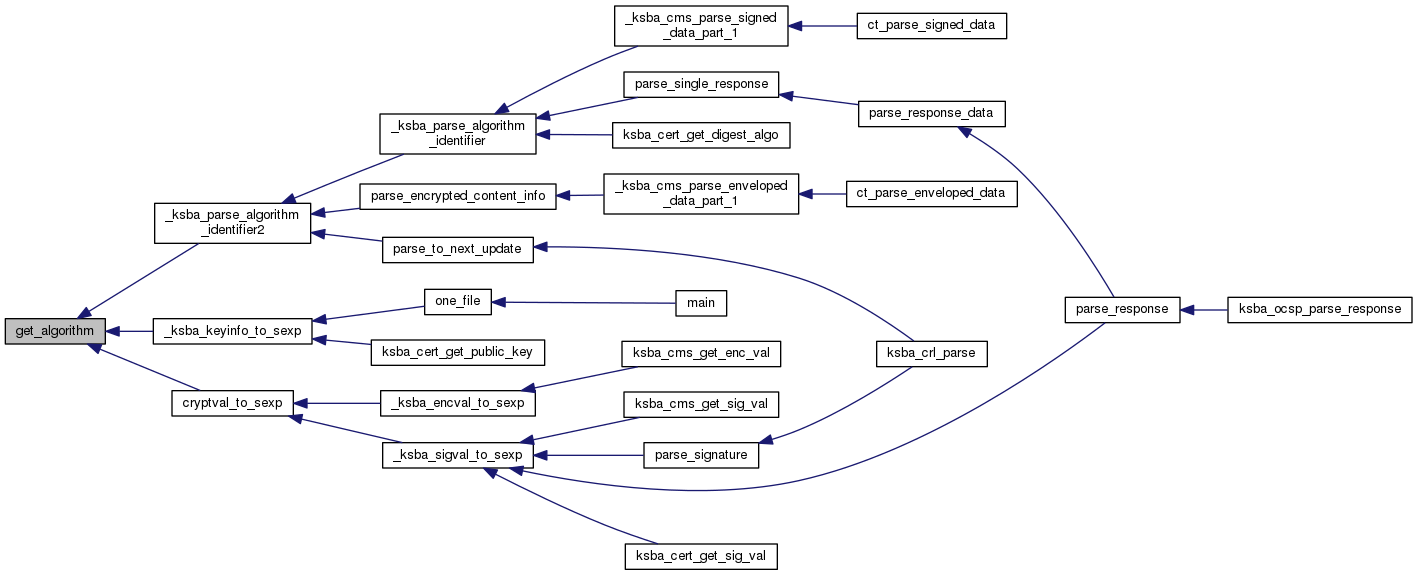 _ksba_cms_parse_signed
_data_part_1
ct_parse_signed_data
parse_single_response
parse_response_data
_ksba_parse_algorithm
_identifier
ksba_cert_get_digest_algo
parse_encrypted_content_info
_ksba_cms_parse_enveloped
_data_part_1
ct_parse_enveloped_data
_ksba_parse_algorithm
_identifier2
parse_to_next_update
one_file
main
parse_response
ksba_ocsp_parse_response
get_algorithm
_ksba_keyinfo_to_sexp
ksba_cert_get_public_key
ksba_cms_get_enc_val
ksba_crl_parse
cryptval_to_sexp
_ksba_encval_to_sexp
ksba_cms_get_sig_val
_ksba_sigval_to_sexp
parse_signature
ksba_cert_get_sig_val